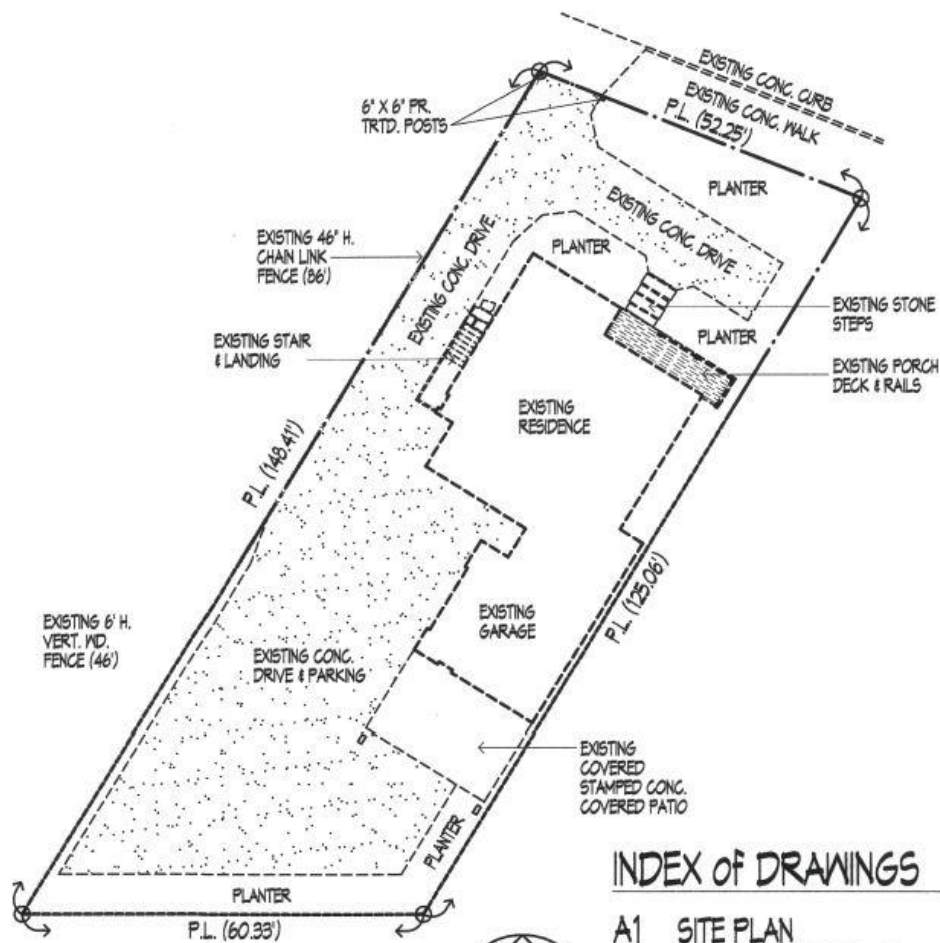 EXISTING CONC. CURB
EXISTING CONC. WALK
P.L. (52.25')
6" X 6" PR.
TRTD. POSTS
PLANTER
EXISTING CONC. DRIVE
PLANTER
EXISTING 46" H.
CHAIN LINK
FENCE (86')
EXISTING CONC. DRIVE
EXISTING STONE
STEPS
PLANTER
EXISTING STAIR
& LANDING
EXISTING PORCH
DECK & RAILS
EXISTING
RESIDENCE
P.L. (148.41')
P.L. (125.06')
EXISTING 6' H.
VERT. WD.
FENCE (46')
EXISTING
GARAGE
EXISTING CONC.
DRIVE & PARKING
EXISTING
COVERED
STAMPED CONC.
COVERED PATIO
PLANTER
PLANTER
P.L. (60.33')
INDEX of DRAWINGS
A1 SITE PLAN